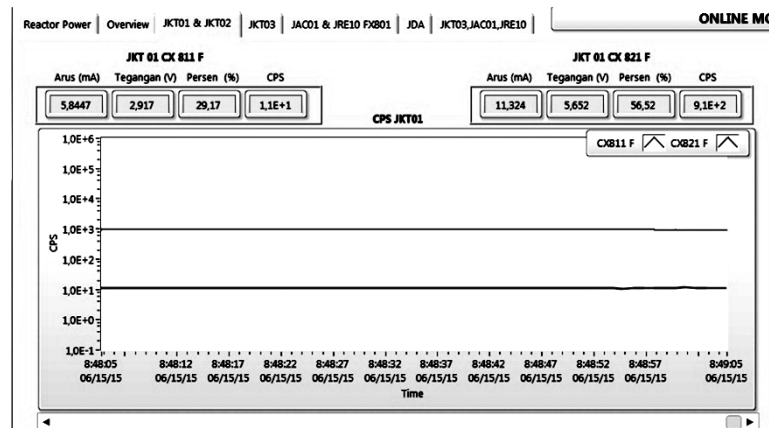 Reactor Power Overview JKT01 & JKT02 JKT03 JAC01 & JRE10 FX801 JDA JKT03,JAC01,JRE10 ONLINE MO
JKT 01 CX 811 F JKT 01 CX 821 F
Arus (mA) Tegangan (V) Persen (%) CPS Arus (mA) Tegangan (V) Persen (%) CPS
5,8447 2,917 29,17 1,1E+1 11,324 5,652 56,52 9,1E+2
CPS JKT01
CX811 F CX821 F
1,0E+6
1,0E+5
1,0E+4
1,0E+3
CPS
1,0E+2
1,0E+1
1,0E+0
1,0E-1
8:48:05 8:48:12 8:48:17 8:48:22 8:48:27 8:48:32 8:48:37 8:48:42 8:48:47 8:48:52 8:48:57 8:49:05
06/15/15 06/15/15 06/15/15 06/15/15 06/15/15 06/15/15 06/15/15 06/15/15 06/15/15 06/15/15 06/15/15 06/15/15
Time